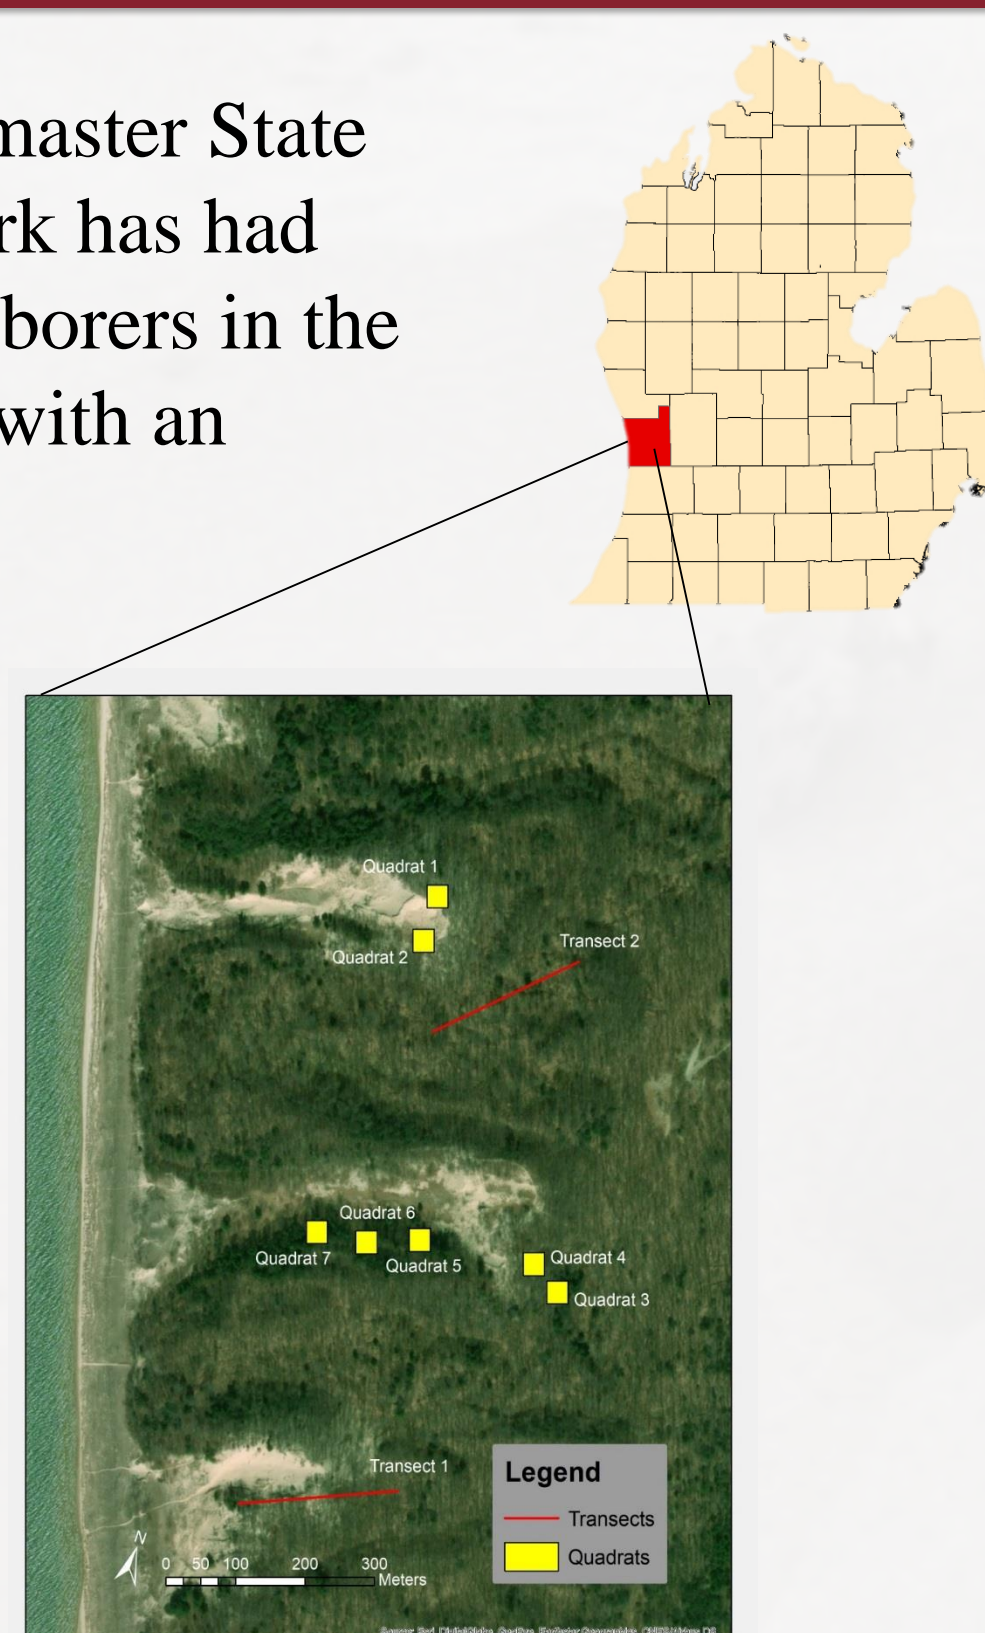 master State
rk has had
borers in the
with an
Quadrat 1
Quadrat 2
Transect 2
Quadrat 6
Quadrat 7
Quadrat 5
Quadrat 4
Quadrat 3
Transect 1
Legend
Transects
Quadrats
N
0 50 100 200 300
Meters